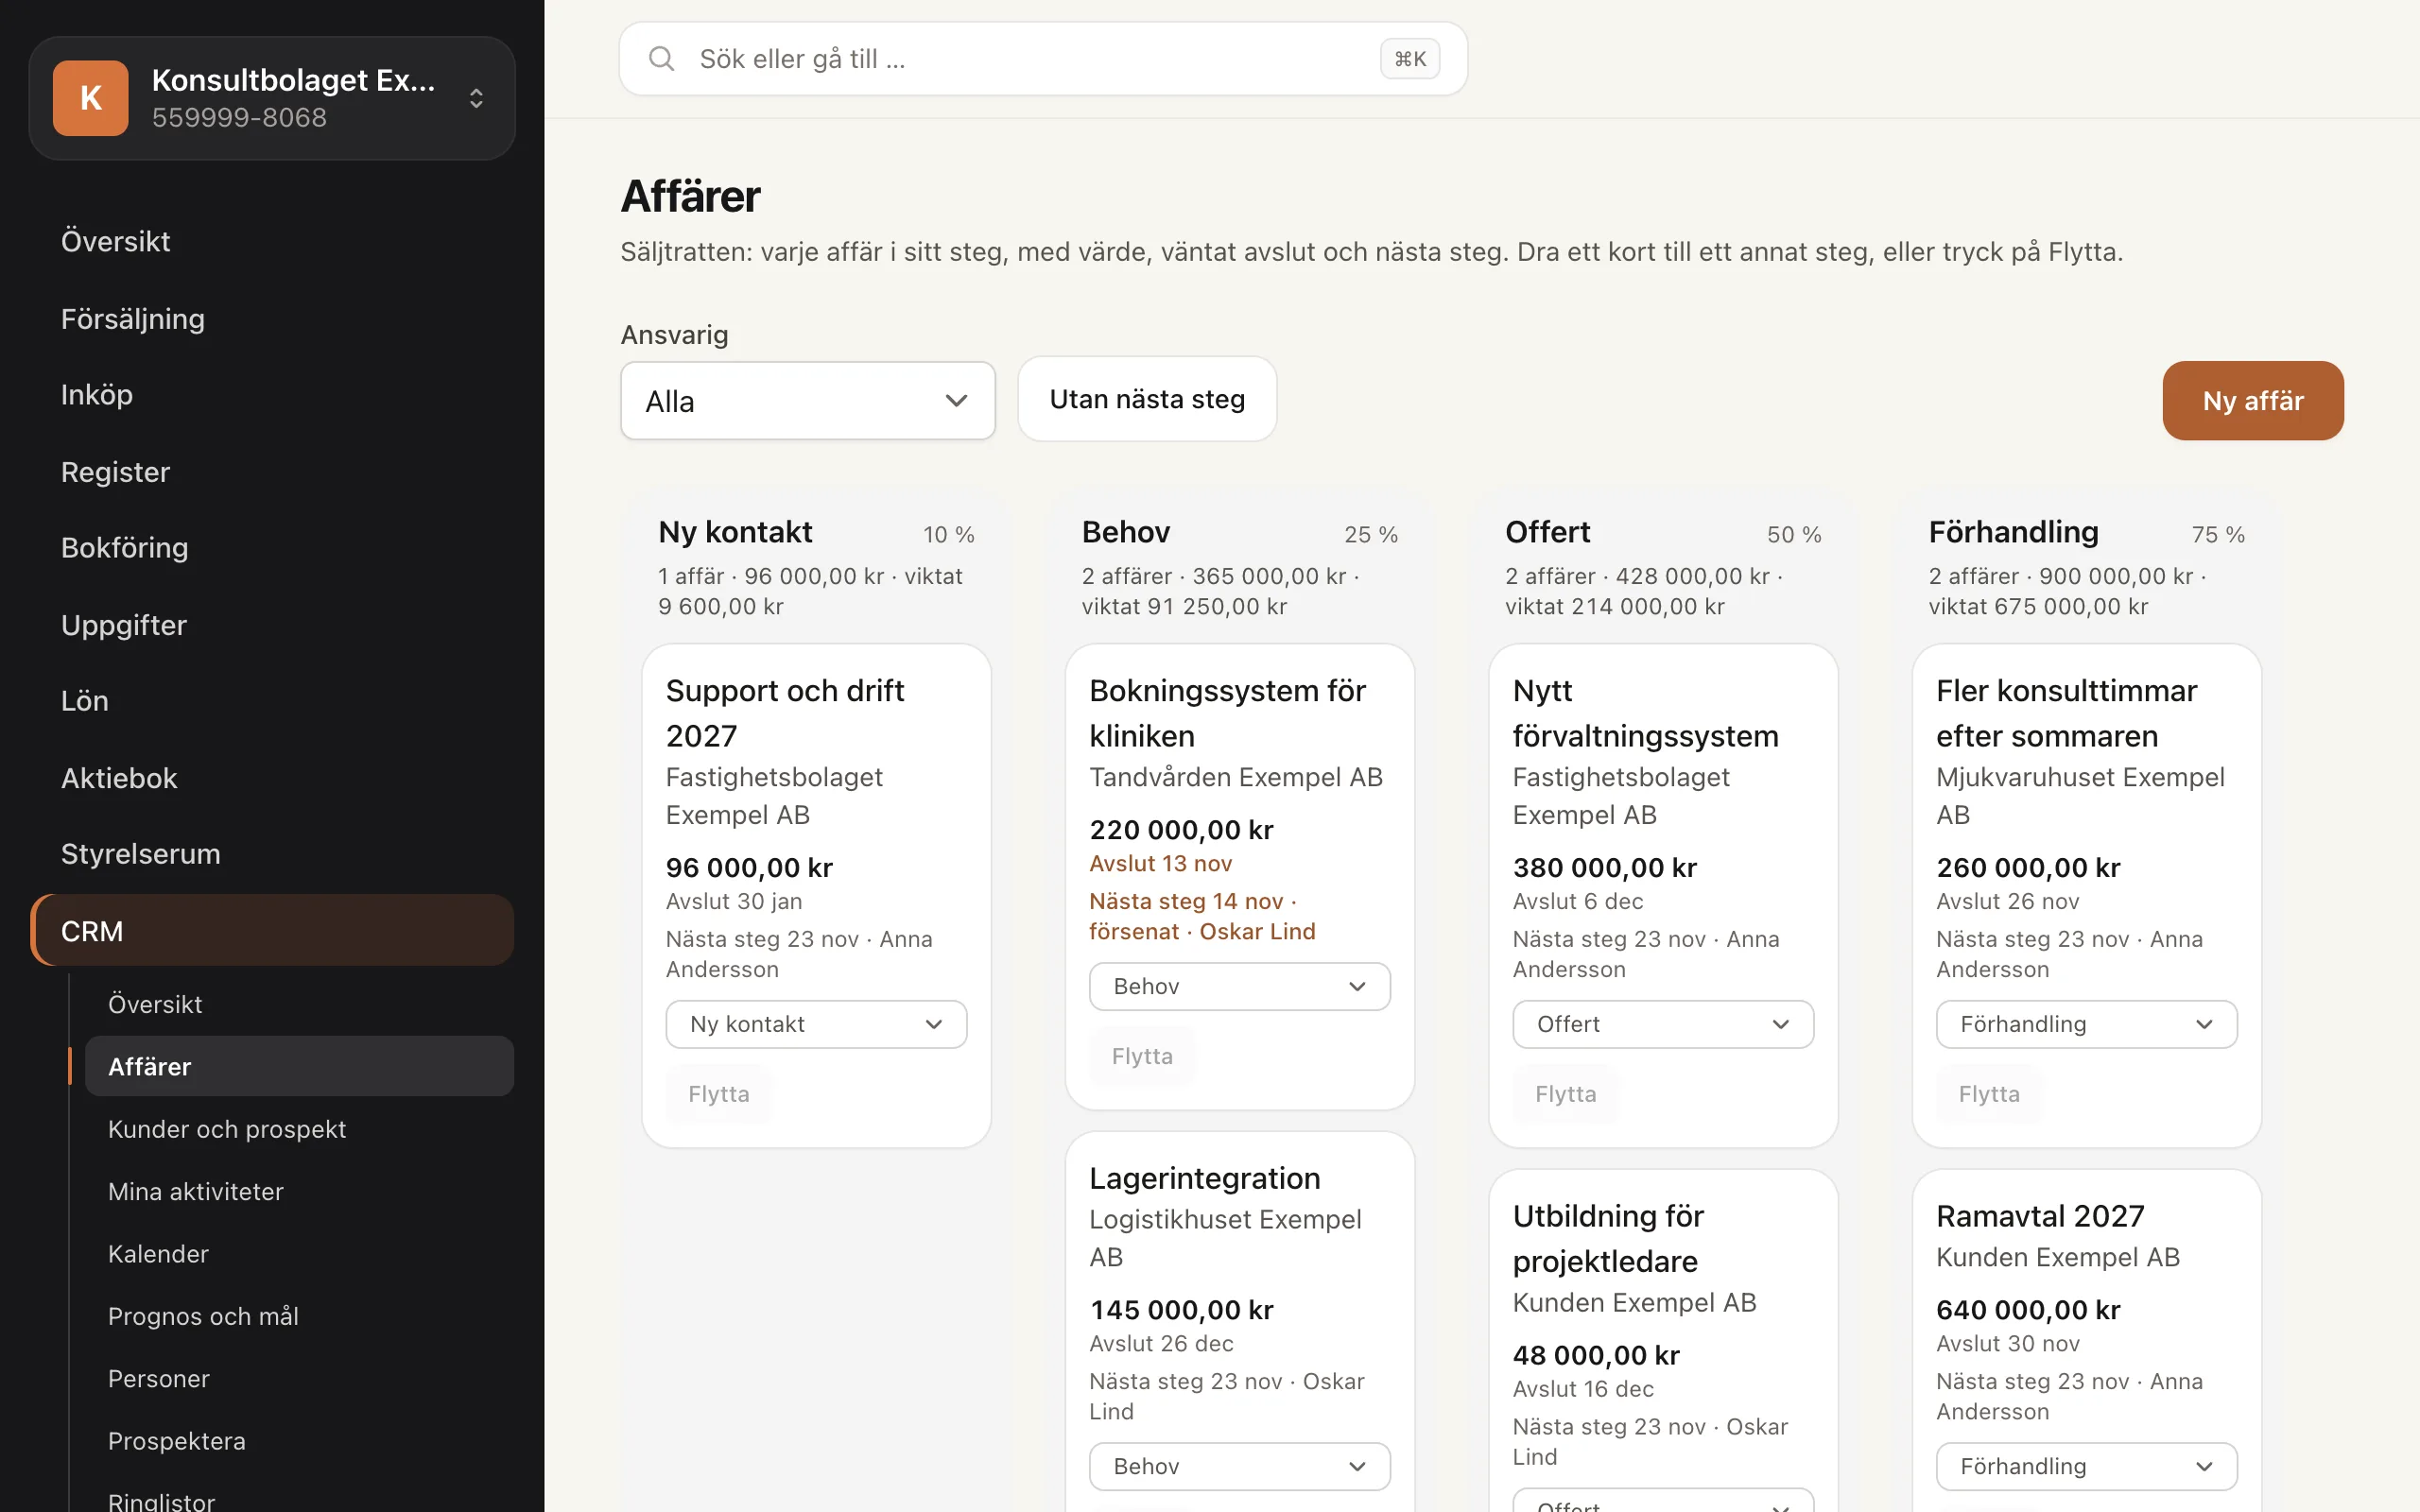 K
Konsultbolaget Ex...
559999-8068
Översikt
Försäljning
Inköp
Register
Bokföring
Uppgifter
Lön
Aktiebok
Styrelserum
CRM
Översikt
Affärer
Kunder och prospekt
Mina aktiviteter
Kalender
Prognos och mål
Personer
Prospektera
Ringlistor
Sök eller gå till ...
⌘K
Affärer
Säljtratten: varje affär i sitt steg, med värde, väntat avslut och nästa steg. Dra ett kort till ett annat steg, eller tryck på Flytta.
Ansvarig
Alla
Utan nästa steg
Ny affär
Ny kontakt
10 %
1 affär · 96 000,00 kr · viktat
9 600,00 kr
Support och drift
2027
Fastighetsbolaget
Exempel AB
96 000,00 kr
Avslut 30 jan
Nästa steg 23 nov · Anna
Andersson
Ny kontakt
Flytta
Behov
25 %
2 affärer · 365 000,00 kr ·
viktat 91 250,00 kr
Bokningssystem för
kliniken
Tandvården Exempel AB
220 000,00 kr
Avslut 13 nov
Nästa steg 14 nov ·
försenat · Oskar Lind
Behov
Flytta
Lagerintegration
Logistikhuset Exempel
AB
145 000,00 kr
Avslut 26 dec
Nästa steg 23 nov · Oskar
Lind
Behov
Offert
50 %
2 affärer · 428 000,00 kr ·
viktat 214 000,00 kr
Nytt
förvaltningssystem
Fastighetsbolaget
Exempel AB
380 000,00 kr
Avslut 6 dec
Nästa steg 23 nov · Anna
Andersson
Offert
Flytta
Utbildning för
projektledare
Kunden Exempel AB
48 000,00 kr
Avslut 16 dec
Nästa steg 23 nov · Oskar
Lind
Offert
Förhandling
75 %
2 affärer · 900 000,00 kr ·
viktat 675 000,00 kr
Fler konsulttimmar
efter sommaren
Mjukvaruhuset Exempel
AB
260 000,00 kr
Avslut 26 nov
Nästa steg 23 nov · Anna
Andersson
Förhandling
Flytta
Ramavtal 2027
Kunden Exempel AB
640 000,00 kr
Avslut 30 nov
Nästa steg 23 nov · Anna
Andersson
Förhandling